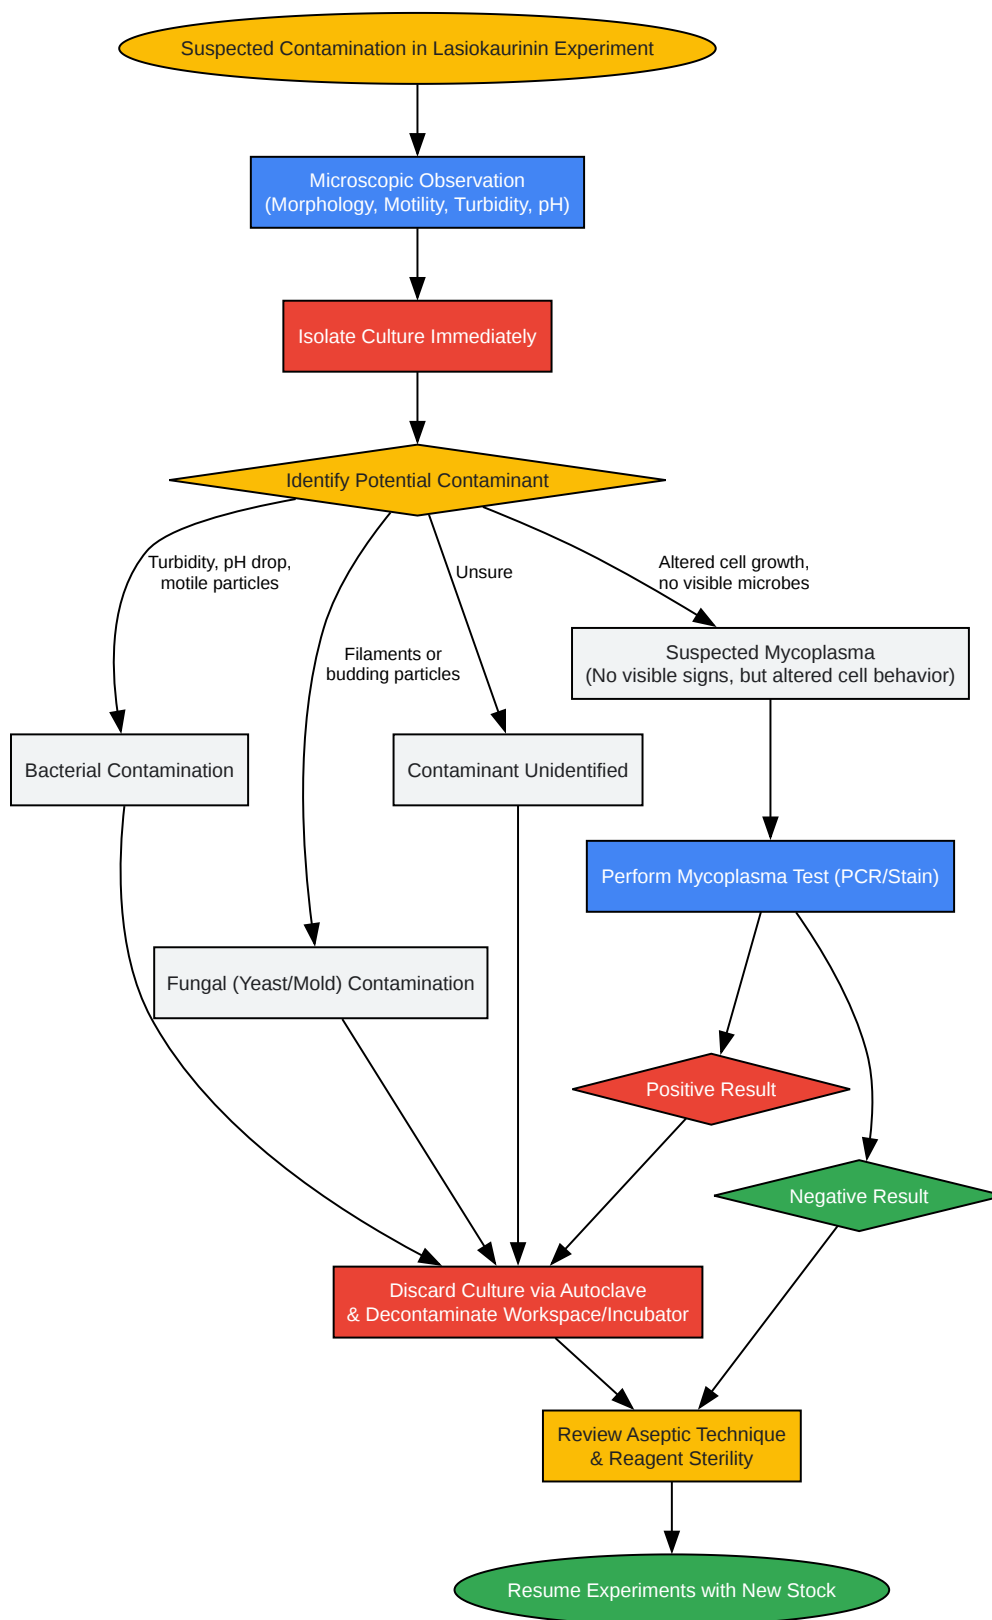 Suspected Contamination in Lasiokaurinin Experiment
Microscopic Observation
(Morphology, Motility, Turbidity, pH)
Isolate Culture Immediately
Identify Potential Contaminant
Turbidity, pH drop,
motile particles
Unsure
Altered cell growth,
no visible microbes
Filaments or
budding particles
Suspected Mycoplasma
(No visible signs, but altered cell behavior)
Bacterial Contamination
Contaminant Unidentified
Perform Mycoplasma Test (PCR/Stain)
Fungal (Yeast/Mold) Contamination
Positive Result
Negative Result
Discard Culture via Autoclave
& Decontaminate Workspace/Incubator
Review Aseptic Technique
& Reagent Sterility
Resume Experiments with New Stock